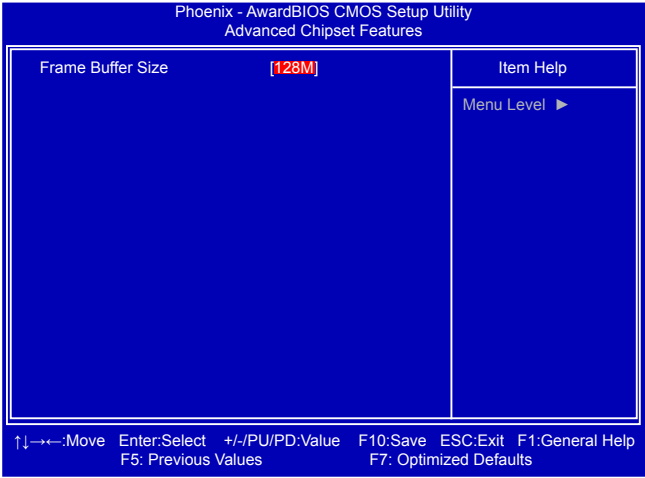 Phoenix - AwardBIOS CMOS Setup Utility
Advanced Chipset Features
Frame Buffer Size [128M]
Item Help
Menu Level ►
↑↓→←:Move Enter:Select +/-/PU/PD:Value F10:Save ESC:Exit F1:General Help
F5: Previous Values F7: Optimized Defaults